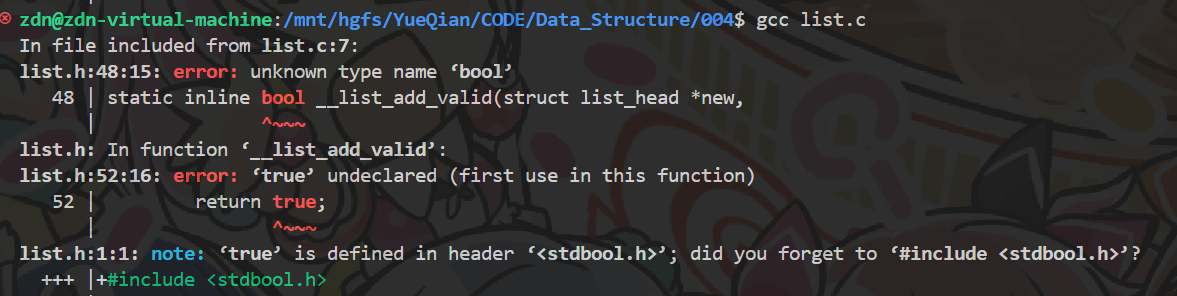 zdn@zdn-virtual-machine:/mnt/hgfs/YueQian/CODE/Data_Structure/004$ gcc list.c
In file included from list.c:7:
list.h:48:15: error: unknown type name ‘bool’
   48 | static inline bool __list_add_valid(struct list_head *new,
      |               ^~~~
list.h: In function ‘__list_add_valid’:
list.h:52:16: error: ‘true’ undeclared (first use in this function)
   52 |         return true;
      |                ^~~~
list.h:1:1: note: ‘true’ is defined in header ‘<stdbool.h>’; did you forget to ‘#include <stdbool.h>’?
  +++ |+#include <stdbool.h>